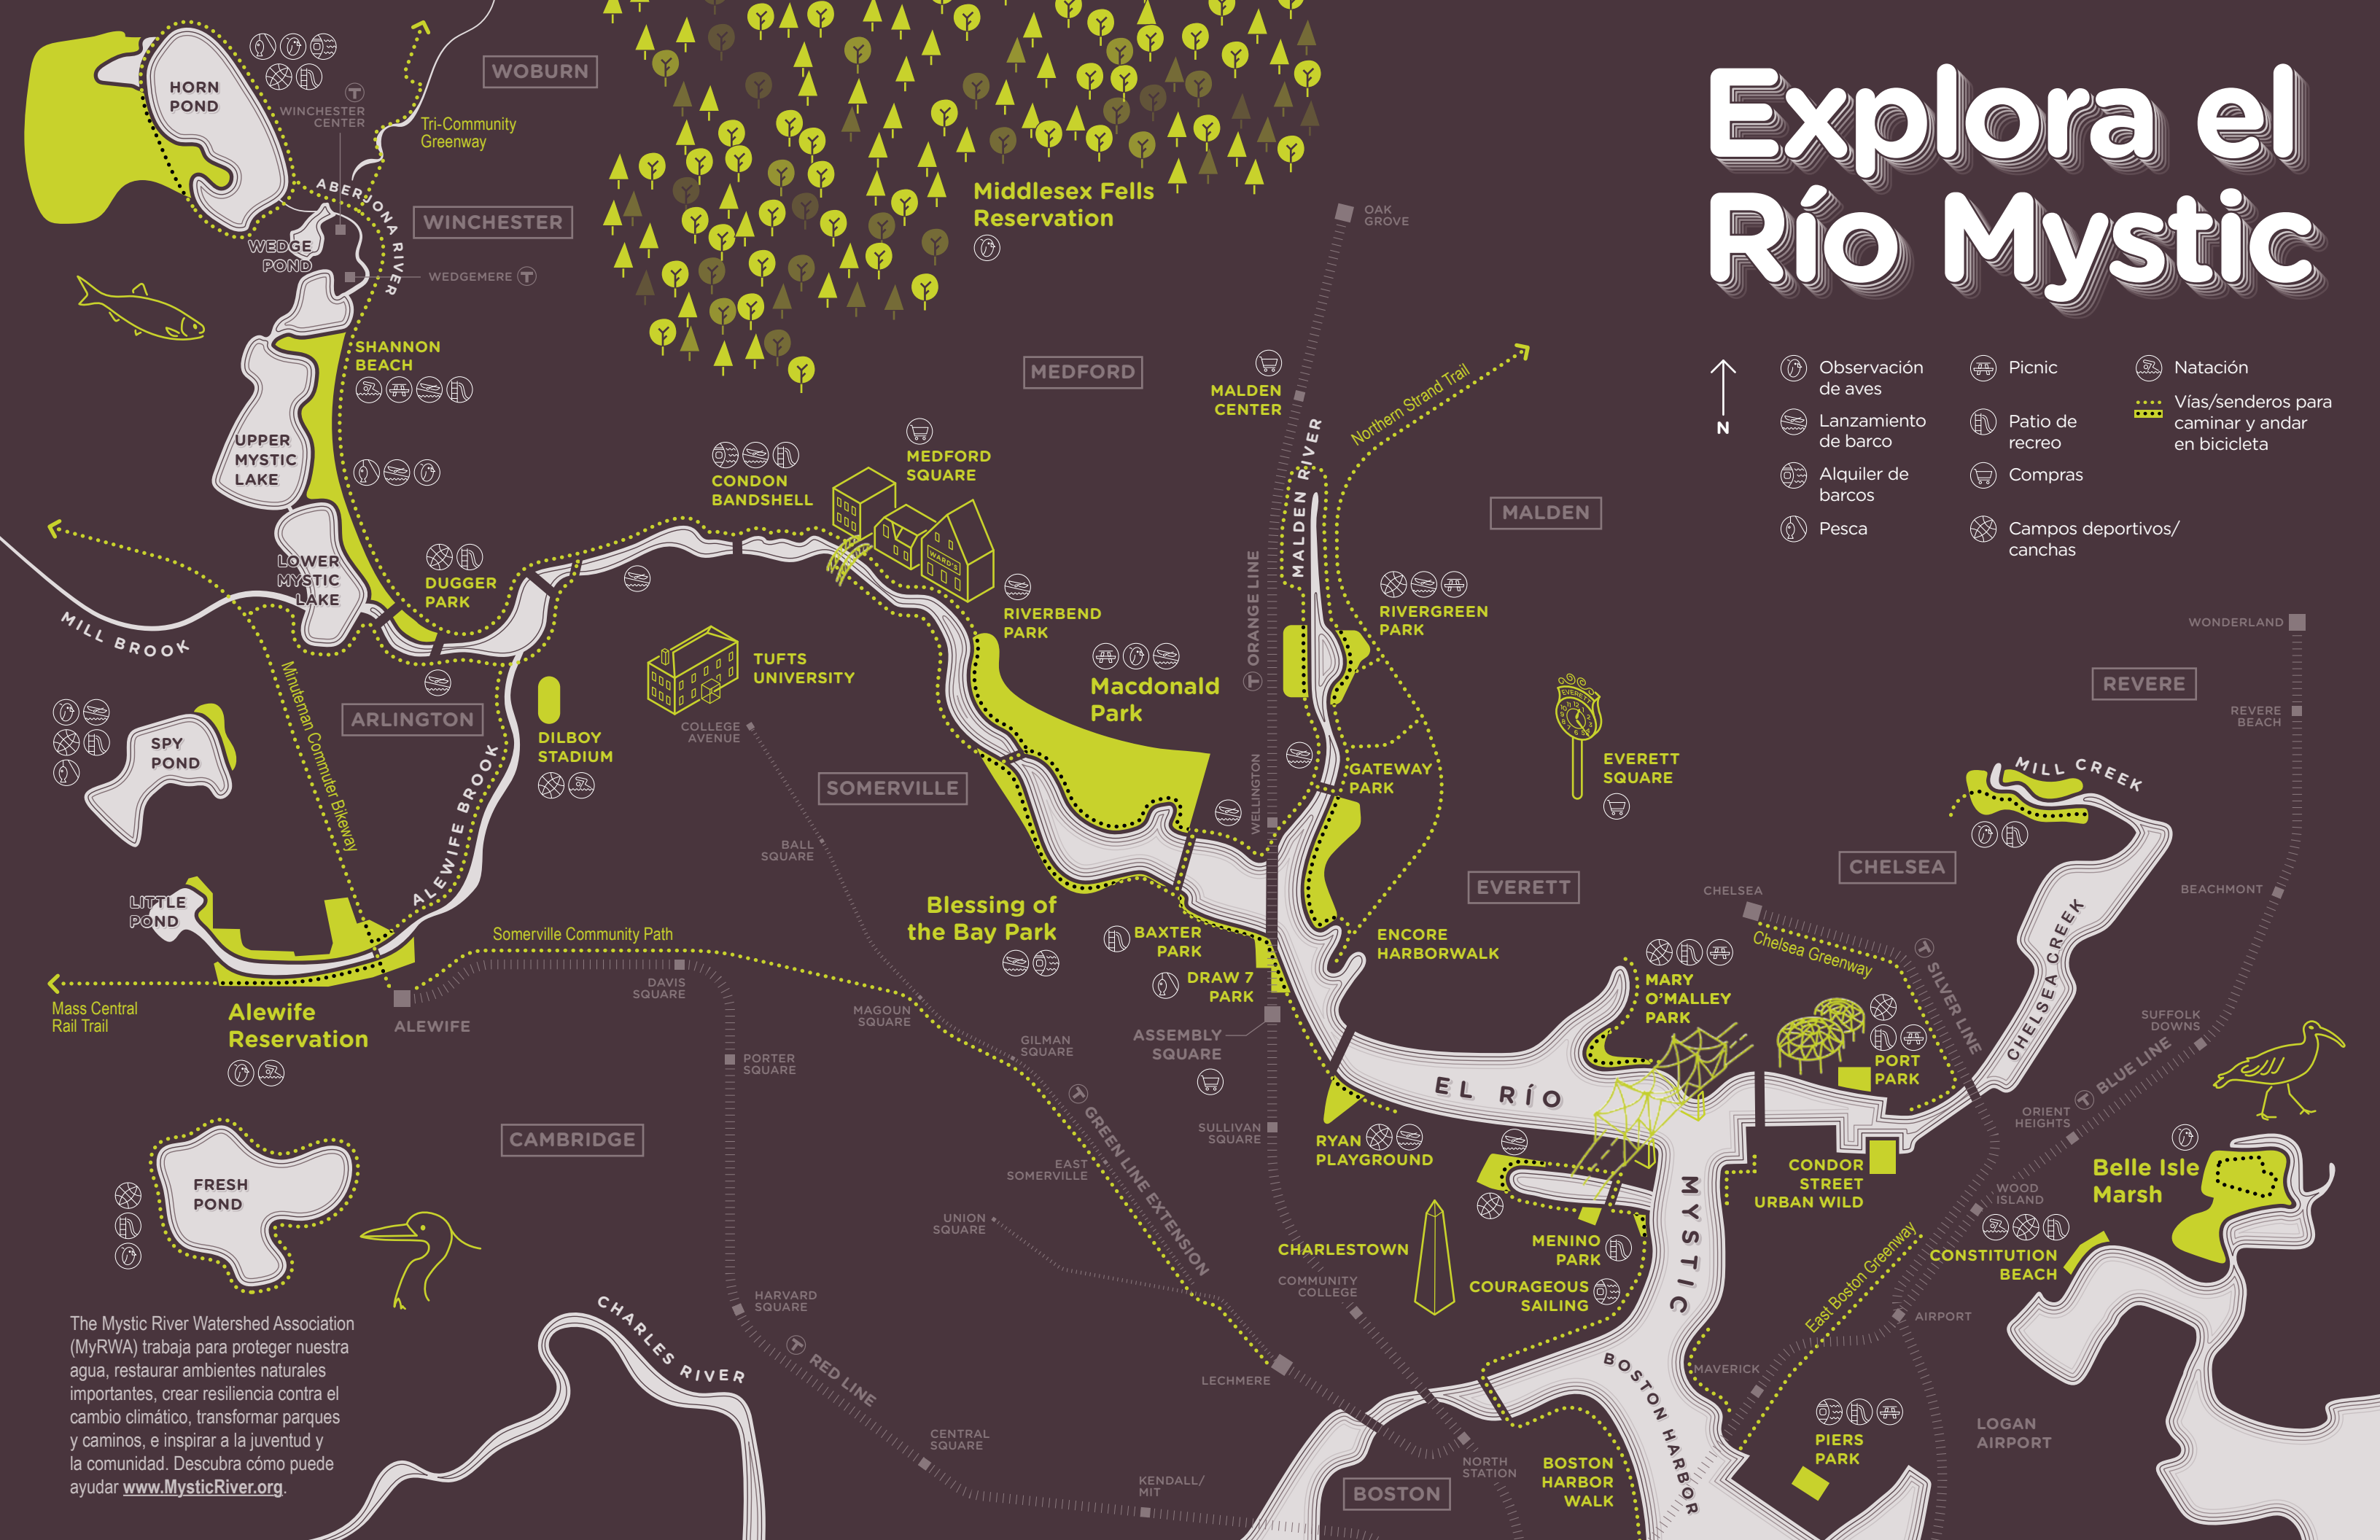 Explora el
Río Mystic
N
Observación
de aves
Lanzamiento
de barco
Alquiler de
barcos
Pesca
Picnic
Patio de
recreo
Compras
Campos deportivos/
canchas
Natación
Vías/senderos para
caminar y andar
en bicicleta
HORN
POND
WINCHESTER
CENTER
T
WOBURN
Tri-Community
Greenway
ABERJONA RIVER
WINCHESTER
WEDGE
POND
WEDGEMERE T
Middlesex Fells
Reservation
OAK
GROVE
SHANNON
BEACH
UPPER
MYSTIC
LAKE
LOWER
MYSTIC
LAKE
MILL BROOK
DUGGER
PARK
MEDFORD
MALDEN
CENTER
Northern Strand Trail
MALDEN RIVER
MALDEN
CONDON
BANDSHELL
MEDFORD
SQUARE
WARD'S
RIVERBEND
PARK
T ORANGE LINE
RIVERGREEN
PARK
Macdonald
Park
TUFTS
UNIVERSITY
COLLEGE
AVENUE
Minuteman Commuter Bikeway
ARLINGTON
DILBOY
STADIUM
SPY
POND
ALEWIFE BROOK
SOMERVILLE
BALL
SQUARE
WELLINGTON
GATEWAY
PARK
EVERETT
12
EVERETT
SQUARE
WONDERLAND
REVERE
REVERE
BEACH
MILL CREEK
CHELSEA
CHELSEA
BEACHMONT
EVERETT
LITTLE
POND
Somerville Community Path
Mass Central
Rail Trail
Alewife
Reservation
ALEWIFE
DAVIS
SQUARE
Blessing of
the Bay Park
BAXTER
PARK
DRAW 7
PARK
ENCORE
HARBORWALK
MAGOUN
SQUARE
GILMAN
SQUARE
ASSEMBLY
SQUARE
PORTER
SQUARE
MARY
O'MALLEY
PARK
Chelsea Greenway
T SILVER LINE
CHELSEA CREEK
PORT
PARK
SUFFOLK
DOWNS
T BLUE LINE
ORIENT
HEIGHTS
EL RÍO
MYSTIC
FRESH
POND
CAMBRIDGE
T GREEN LINE EXTENSION
EAST
SOMERVILLE
UNION
SQUARE
SULLIVAN
SQUARE
RYAN
PLAYGROUND
CONDOR
STREET
URBAN WILD
WOOD
ISLAND
Belle Isle
Marsh
CONSTITUTION
BEACH
CHARLESTOWN
MENINO
PARK
COURAGEOUS
SAILING
COMMUNITY
COLLEGE
East Boston Greenway
AIRPORT
HARVARD
SQUARE
CHARLES RIVER
T RED LINE
LECHMERE
BOSTON HARBOR
MAVERICK
CENTRAL
SQUARE
KENDALL/
MIT
NORTH
STATION
BOSTON
BOSTON
HARBOR
WALK
PIERS
PARK
LOGAN
AIRPORT
The Mystic River Watershed Association
(MyRWA) trabaja para proteger nuestra
agua, restaurar ambientes naturales
importantes, crear resiliencia contra el
cambio climático, transformar parques
y caminos, e inspirar a la juventud y
la comunidad. Descubra cómo puede
ayudar www.MysticRiver.org.